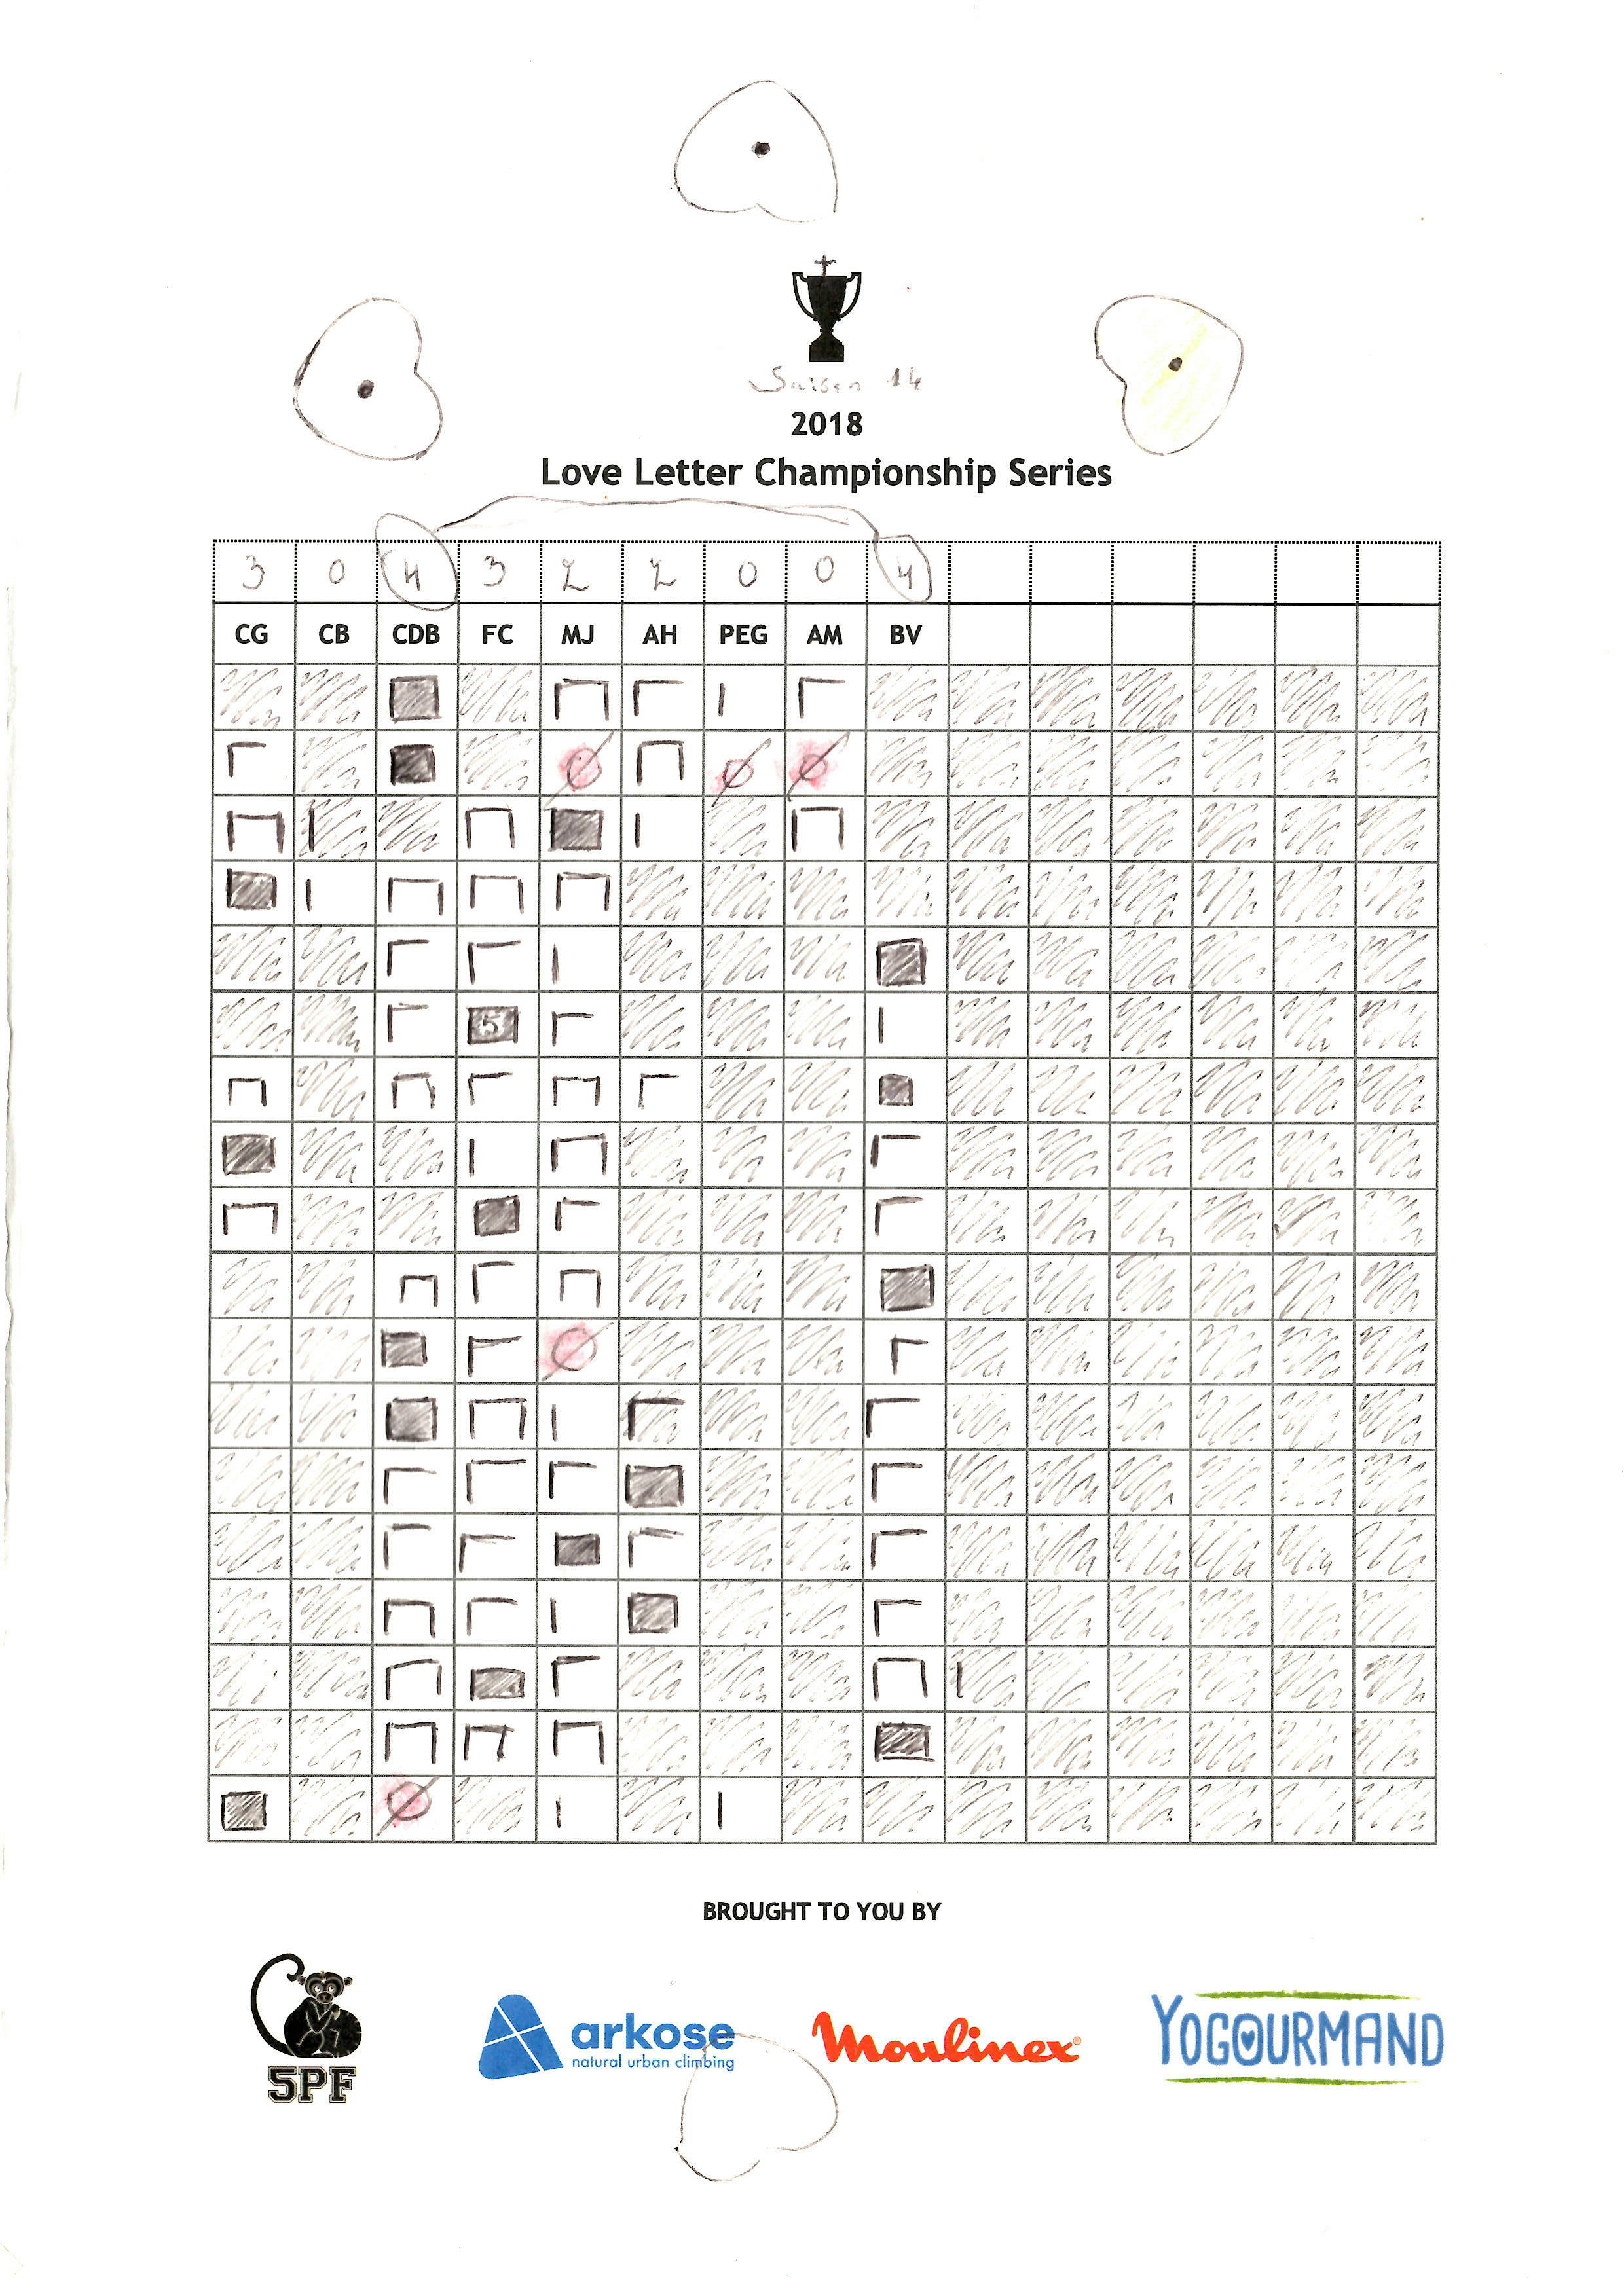 Saison 14
2018
Love Letter Championship Series
3 0 4 3 2 2 0 0 4
CG CB CDB FC MJ AH PEG AM BV
5
BROUGHT TO YOU BY
5PF
arkose
natural urban climbing
Moulinex®
YOGOURMAND